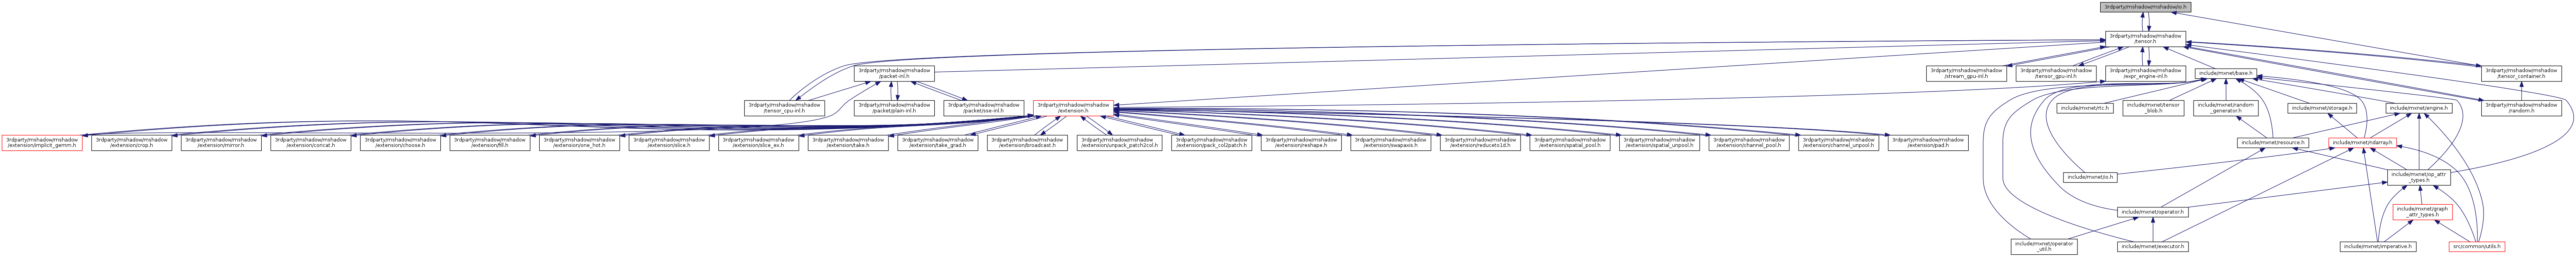 3rdparty/mshadow/mshadow/io.h
3rdparty/mshadow/mshadow
/tensor.h
3rdparty/mshadow/mshadow
/packet-inl.h
3rdparty/mshadow/mshadow
/stream_gpu-inl.h
3rdparty/mshadow/mshadow
/tensor_gpu-inl.h
3rdparty/mshadow/mshadow
/expr_engine-inl.h
include/mxnet/base.h
3rdparty/mshadow/mshadow
/tensor_container.h
3rdparty/mshadow/mshadow
/tensor_cpu-inl.h
3rdparty/mshadow/mshadow
/packet/plain-inl.h
3rdparty/mshadow/mshadow
/packet/sse-inl.h
3rdparty/mshadow/mshadow
/extension.h
include/mxnet/rtc.h
include/mxnet/tensor
_blob.h
include/mxnet/random
_generator.h
include/mxnet/storage.h
include/mxnet/engine.h
3rdparty/mshadow/mshadow
/random.h
3rdparty/mshadow/mshadow
/extension/implicit_gemm.h
3rdparty/mshadow/mshadow
/extension/crop.h
3rdparty/mshadow/mshadow
/extension/mirror.h
3rdparty/mshadow/mshadow
/extension/concat.h
3rdparty/mshadow/mshadow
/extension/choose.h
3rdparty/mshadow/mshadow
/extension/fill.h
3rdparty/mshadow/mshadow
/extension/one_hot.h
3rdparty/mshadow/mshadow
/extension/slice.h
3rdparty/mshadow/mshadow
/extension/slice_ex.h
3rdparty/mshadow/mshadow
/extension/take.h
3rdparty/mshadow/mshadow
/extension/take_grad.h
3rdparty/mshadow/mshadow
/extension/broadcast.h
3rdparty/mshadow/mshadow
/extension/unpack_patch2col.h
3rdparty/mshadow/mshadow
/extension/pack_col2patch.h
3rdparty/mshadow/mshadow
/extension/reshape.h
3rdparty/mshadow/mshadow
/extension/swapaxis.h
3rdparty/mshadow/mshadow
/extension/reduceto1d.h
3rdparty/mshadow/mshadow
/extension/spatial_pool.h
3rdparty/mshadow/mshadow
/extension/spatial_unpool.h
3rdparty/mshadow/mshadow
/extension/channel_pool.h
3rdparty/mshadow/mshadow
/extension/channel_unpool.h
3rdparty/mshadow/mshadow
/extension/pad.h
include/mxnet/resource.h
include/mxnet/ndarray.h
include/mxnet/io.h
include/mxnet/op_attr
_types.h
include/mxnet/operator.h
include/mxnet/graph
_attr_types.h
include/mxnet/operator
_util.h
include/mxnet/executor.h
include/mxnet/imperative.h
src/common/utils.h